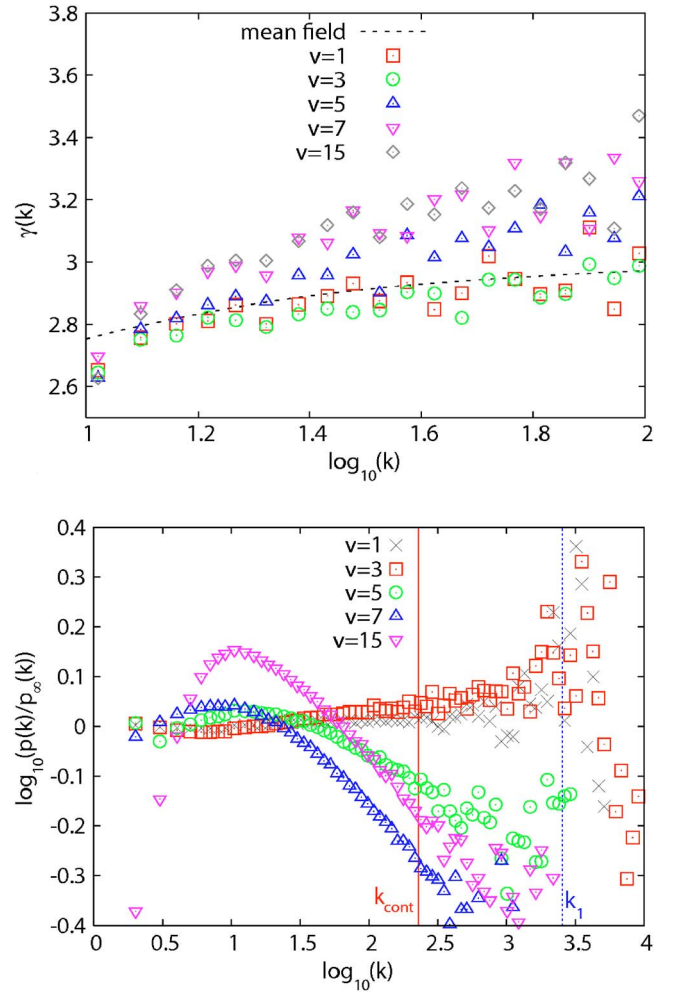 3.8
3.6
3.4
3.2
3
2.8
2.6
γ(k)
mean field
v=1
v=3
v=5
v=7
v=15
1 1.2 1.4 1.6 1.8 2
log10(k)
0.4
0.3
0.2
0.1
0
-0.1
-0.2
-0.3
-0.4
log10(p(k)/p∞(k))
v=1
v=3
v=5
v=7
v=15
kcont
k1
0 0.5 1 1.5 2 2.5 3 3.5 4
log10(k)